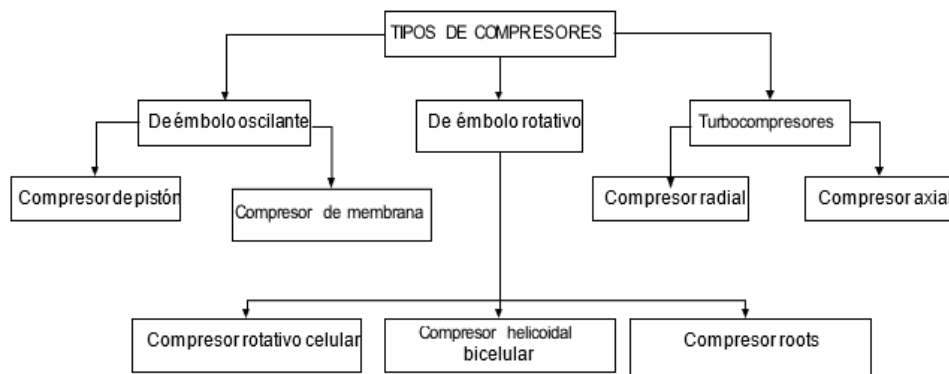 TIPOS DE COMPRESORES
De émbolo oscilante
De émbolo rotativo
Turbocompresores
Compresor de pistón
Compresor de membrana
Compresor radial
Compresor axial
Compresor rotativo celular
Compresor helicoidal
bicelular
Compresor roots